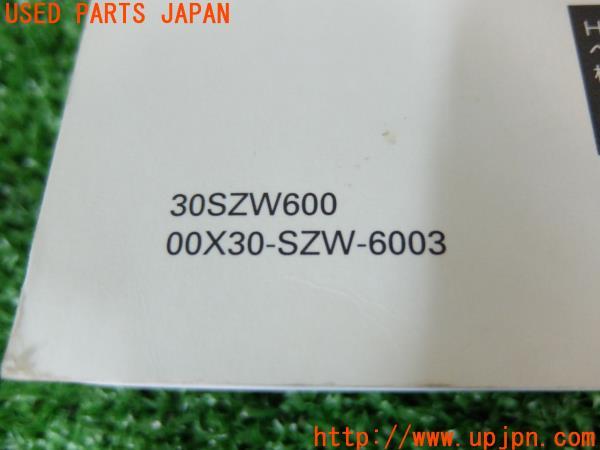 USED PARTS JAPAN
30SZW600
00X30-SZW-6003
http://www.upjpn.com